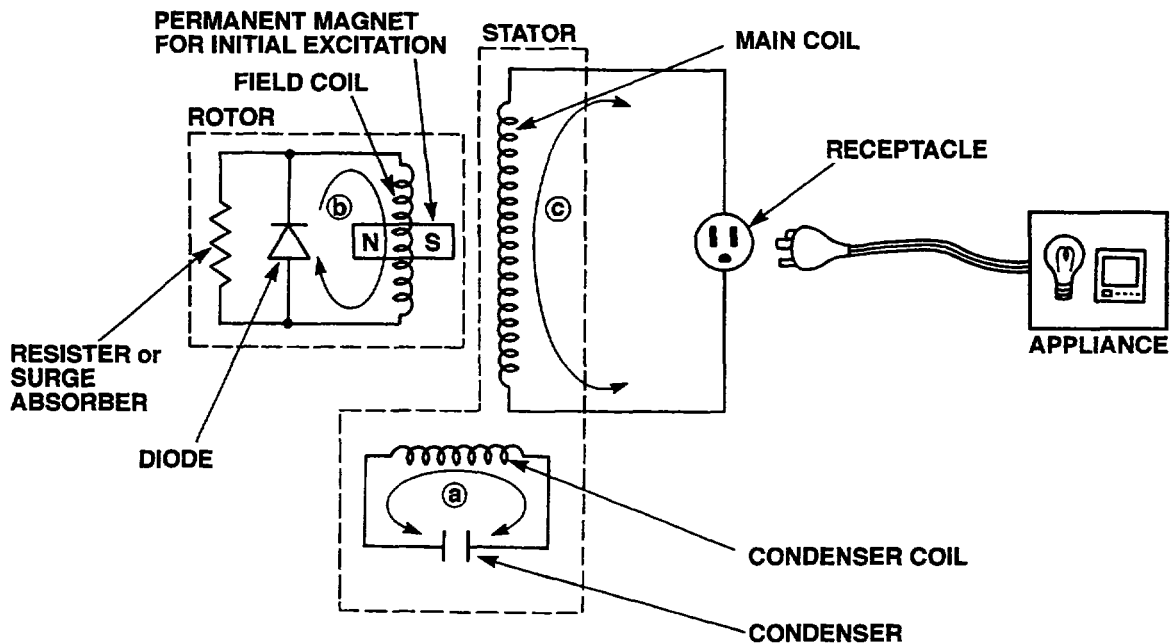 PERMANENT MAGNET
FOR INITIAL EXCITATION
STATOR
MAIN COIL
FIELD COIL
ROTOR
RECEPTACLE
b
c
N S
APPLIANCE
RESISTER or
SURGE
ABSORBER
DIODE
a
CONDENSER COIL
CONDENSER